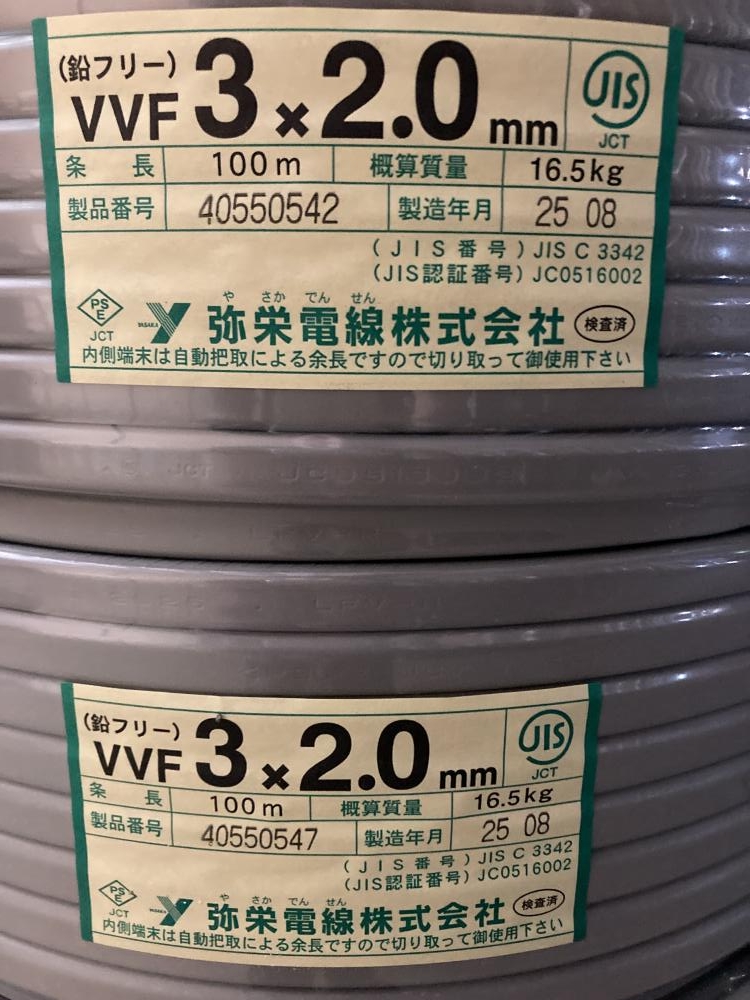 (鉛フリー)
VVF 3×2.0mm
JIS
JCT
条 長 100m 概算質量 16.5kg
製品番号 40550542 製造年月 25 08
(JIS番号)JIS C 3342
(JIS認証番号) JC0516002
PS
E
JCT
YASAKA
や さか でん せん
弥栄電線株式会社
検査済
内側端末は自動把取による余長ですので切り取って御使用下さい
(鉛フリー)
VVF 3×2.0mm
JIS
JCT
条 長 100m 概算質量 16.5kg
製品番号 40550547 製造年月 25 08
(JIS番号)JIS C 3342
(JIS認証番号) JC0516002
PS
E
JCT
YASAKA
や さか でん せん
弥栄電線株式会社
検査済
内側端末は自動把取による余長ですので切り取って御使用下さい